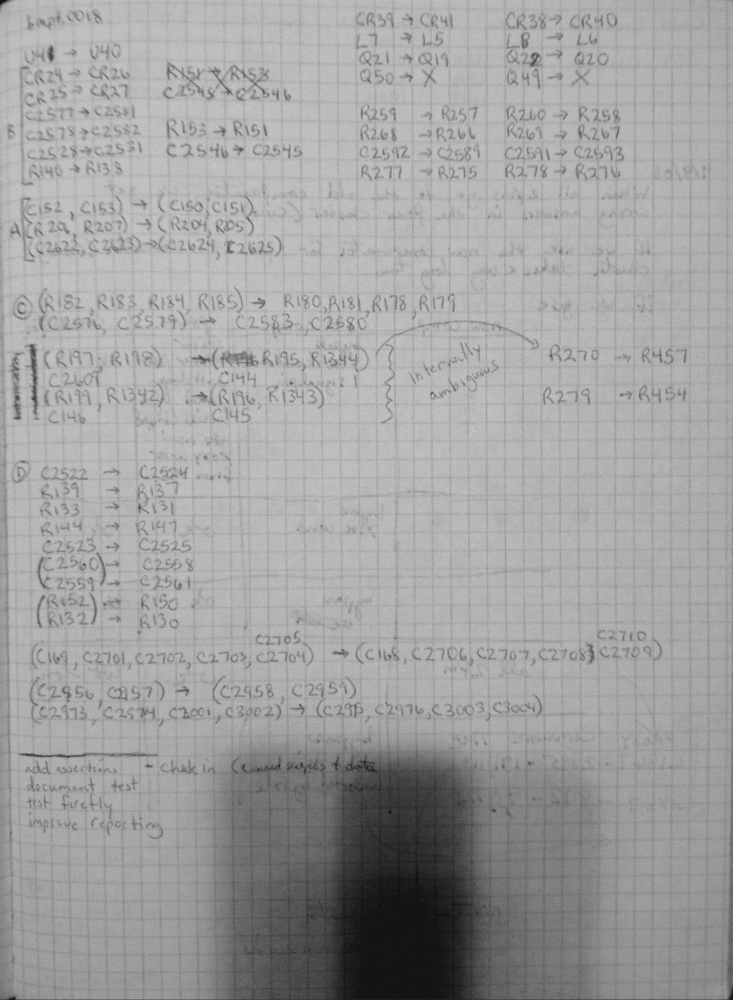 bmpt.0018
U41 → U40
CR24 → CR26
CR25 → CR27
C2577 → C2581
B C2578 → C2582
C2528 → C2531
R140 → R138
R151 → R153
C2545 → C2546
R153 → R151
C2546 → C2545
CR39 → CR41 CR38 → CR40
L7 → L5 L8 → L6
Q21 → Q19 Q22 → Q20
Q50 → X Q49 → X
R259 → R257 R260 → R258
R268 → R266 R269 → R267
C2592 → C2589 C2591 → C2593
R277 → R275 R278 → R276
(C152, C153) → (C150, C151)
A (R206, R207) → (R204, R205)
(C2622, C2623) → (C2624, C2625)
C (R182, R183, R184, R185) → R180, R181, R178, R179
(C2576, C2579) → C2583, C2580
(R197, R198) → (R195, R1344)
C2607 C144
(R199, R1342) → (R196, R1343)
C146 C145
internally
ambiguous
R270 → R457
R279 → R454
D C2522 → C2524
R139 → R137
R133 → R131
R144 → R147
C2523 → C2525
(C2560) → C2558
(C2559) → C2561
(R152) → R150
(R132) → R130
C2705 C2710
(C169, C2701, C2702, C2703, C2704) → (C168, C2706, C2707, C2708, C2709)
(C2956, C2957) → (C2958, C2959)
(C2973, C2974, C3001, C3002) → (C2975, C2976, C3003, C3004)
add assertions - check in canned scripts & data
document test
test firefly
improve reporting